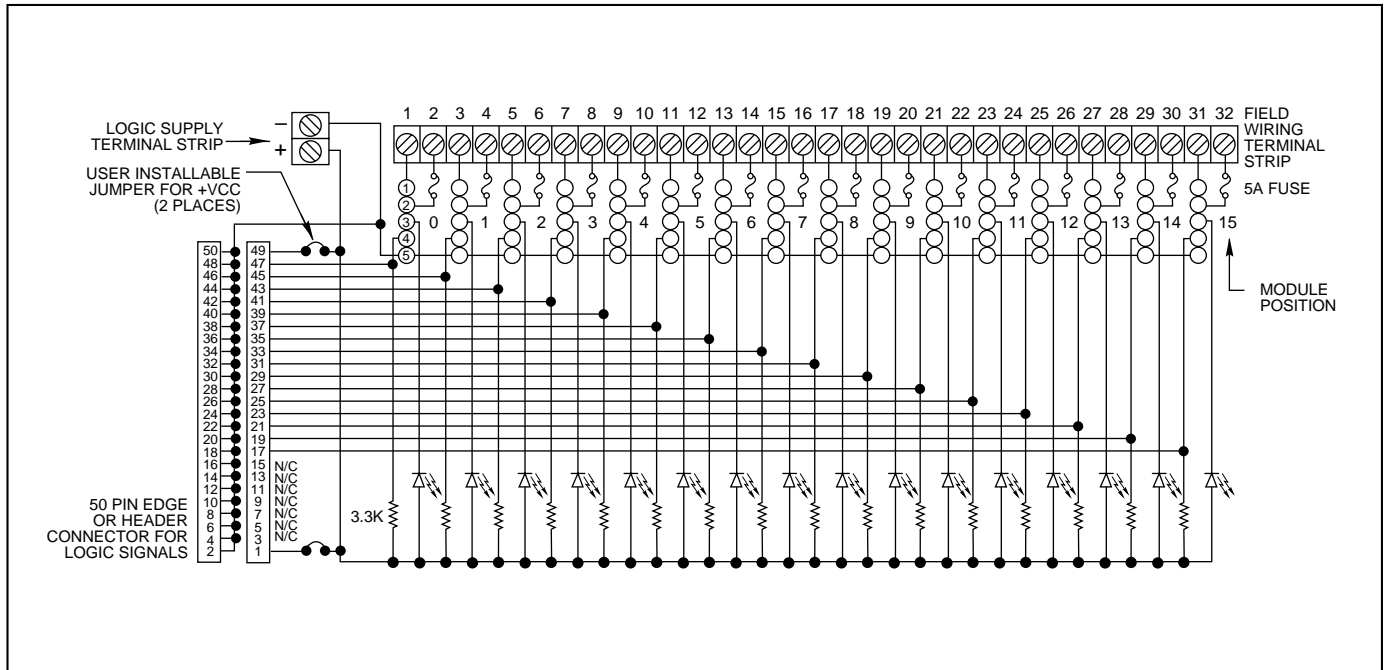 1 2 3 4 5 6 7 8 9 10 11 12 13 14 15 16 17 18 19 20 21 22 23 24 25 26 27 28 29 30 31 32
FIELD
WIRING
TERMINAL
STRIP
LOGIC SUPPLY
TERMINAL STRIP
−
+
USER INSTALLABLE
JUMPER FOR +VCC
(2 PLACES)
5A FUSE
1
2
3
4
5
0 1 2 3 4 5 6 7 8 9 10 11 12 13 14 15
MODULE
POSITION
50 49
48 47
46 45
44 43
42 41
40 39
38 37
36 35
34 33
32 31
30 29
28 27
26 25
24 23
22 21
20 19
18 17
16 15 N/C
14 13 N/C
12 11 N/C
10 9 N/C
8 7 N/C
6 5 N/C
4 3 N/C
2 1
3.3K
50 PIN EDGE
OR HEADER
CONNECTOR FOR
LOGIC SIGNALS